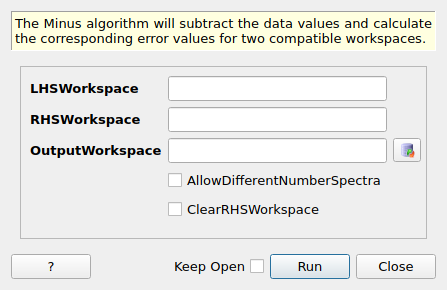 The Minus algorithm will subtract the data values and calculate
the corresponding error values for two compatible workspaces.
LHSWorkspace
RHSWorkspace
OutputWorkspace
AllowDifferentNumberSpectra
ClearRHSWorkspace
? Keep Open Run Close